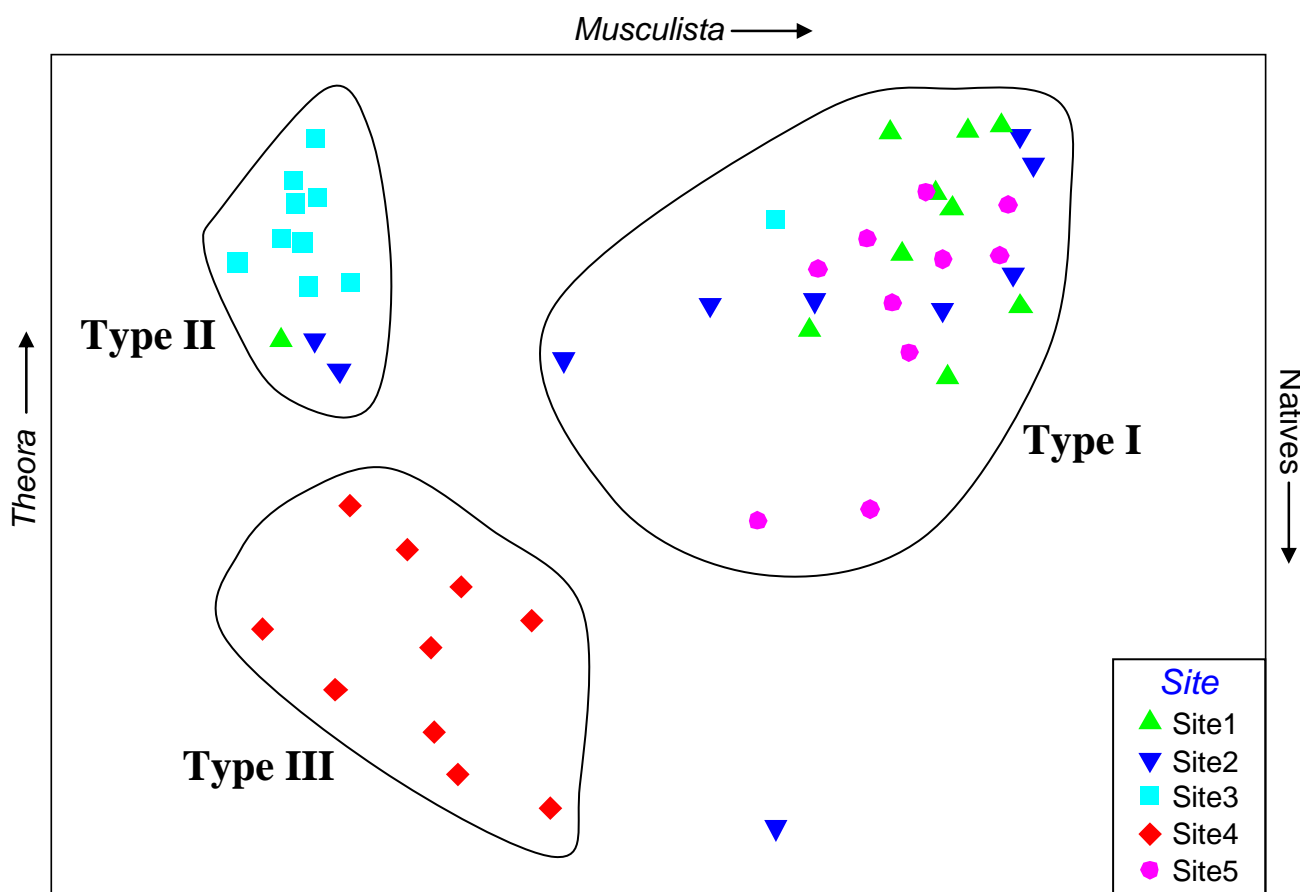 Musculista
Type II
Theora
Natives
Type I
Type III
Site
Site1
Site2
Site3
Site4
Site5